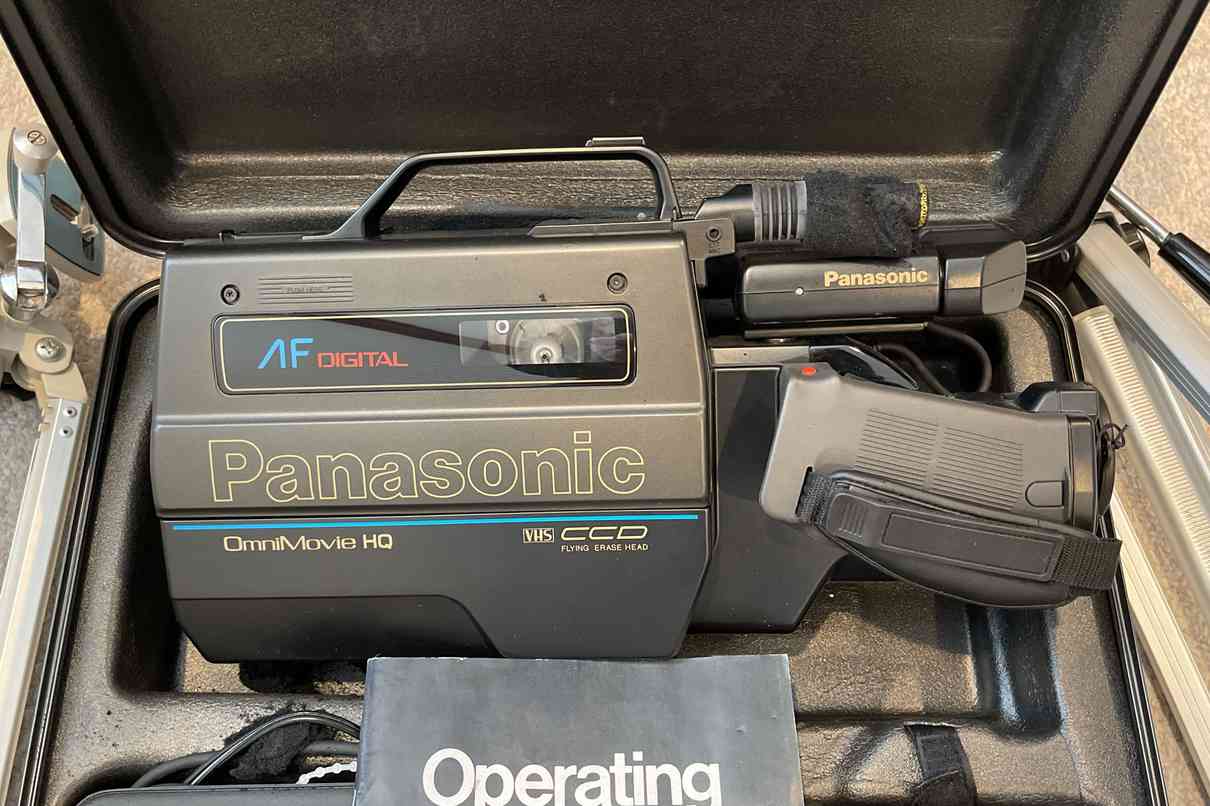 Panasonic
AF DIGITAL
Panasonic
OmniMovie HQ
VHS CCD
FLYING ERASE HEAD
Operating